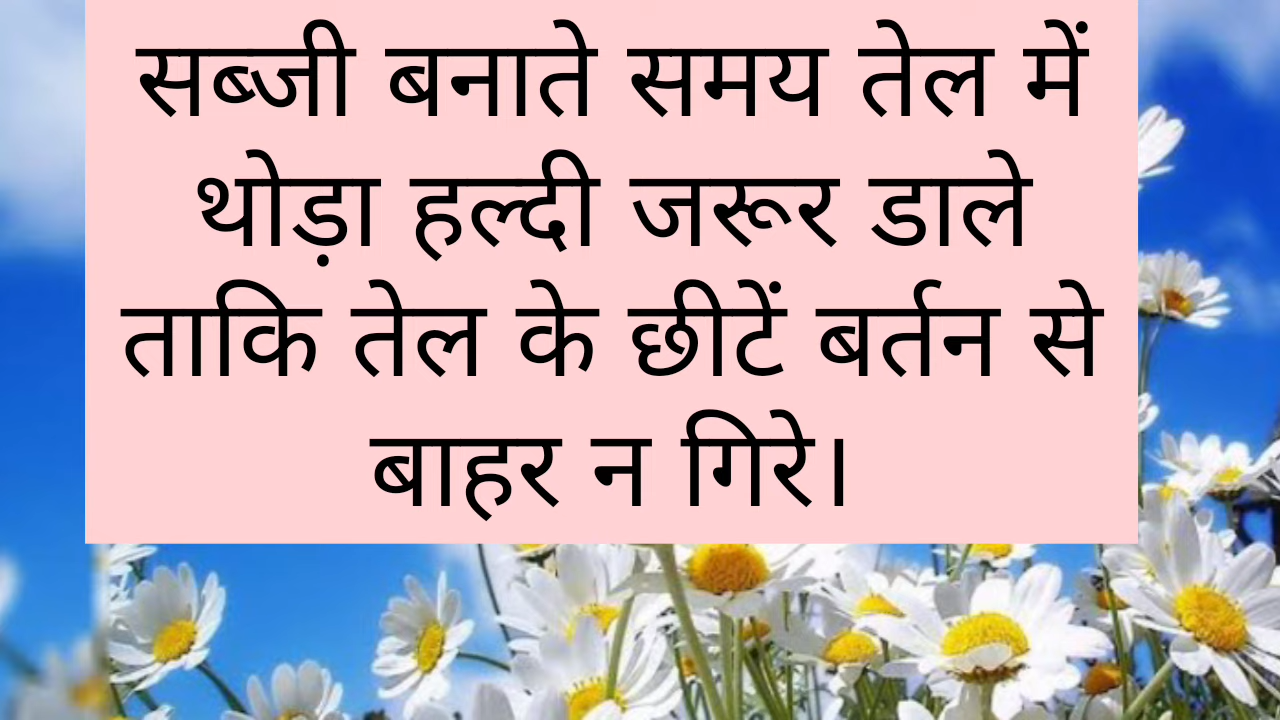 सब्जी बनाते समय तेल में
थोड़ा हल्दी जरूर डाले
ताकि तेल के छीटें बर्तन से
बाहर न गिरे।